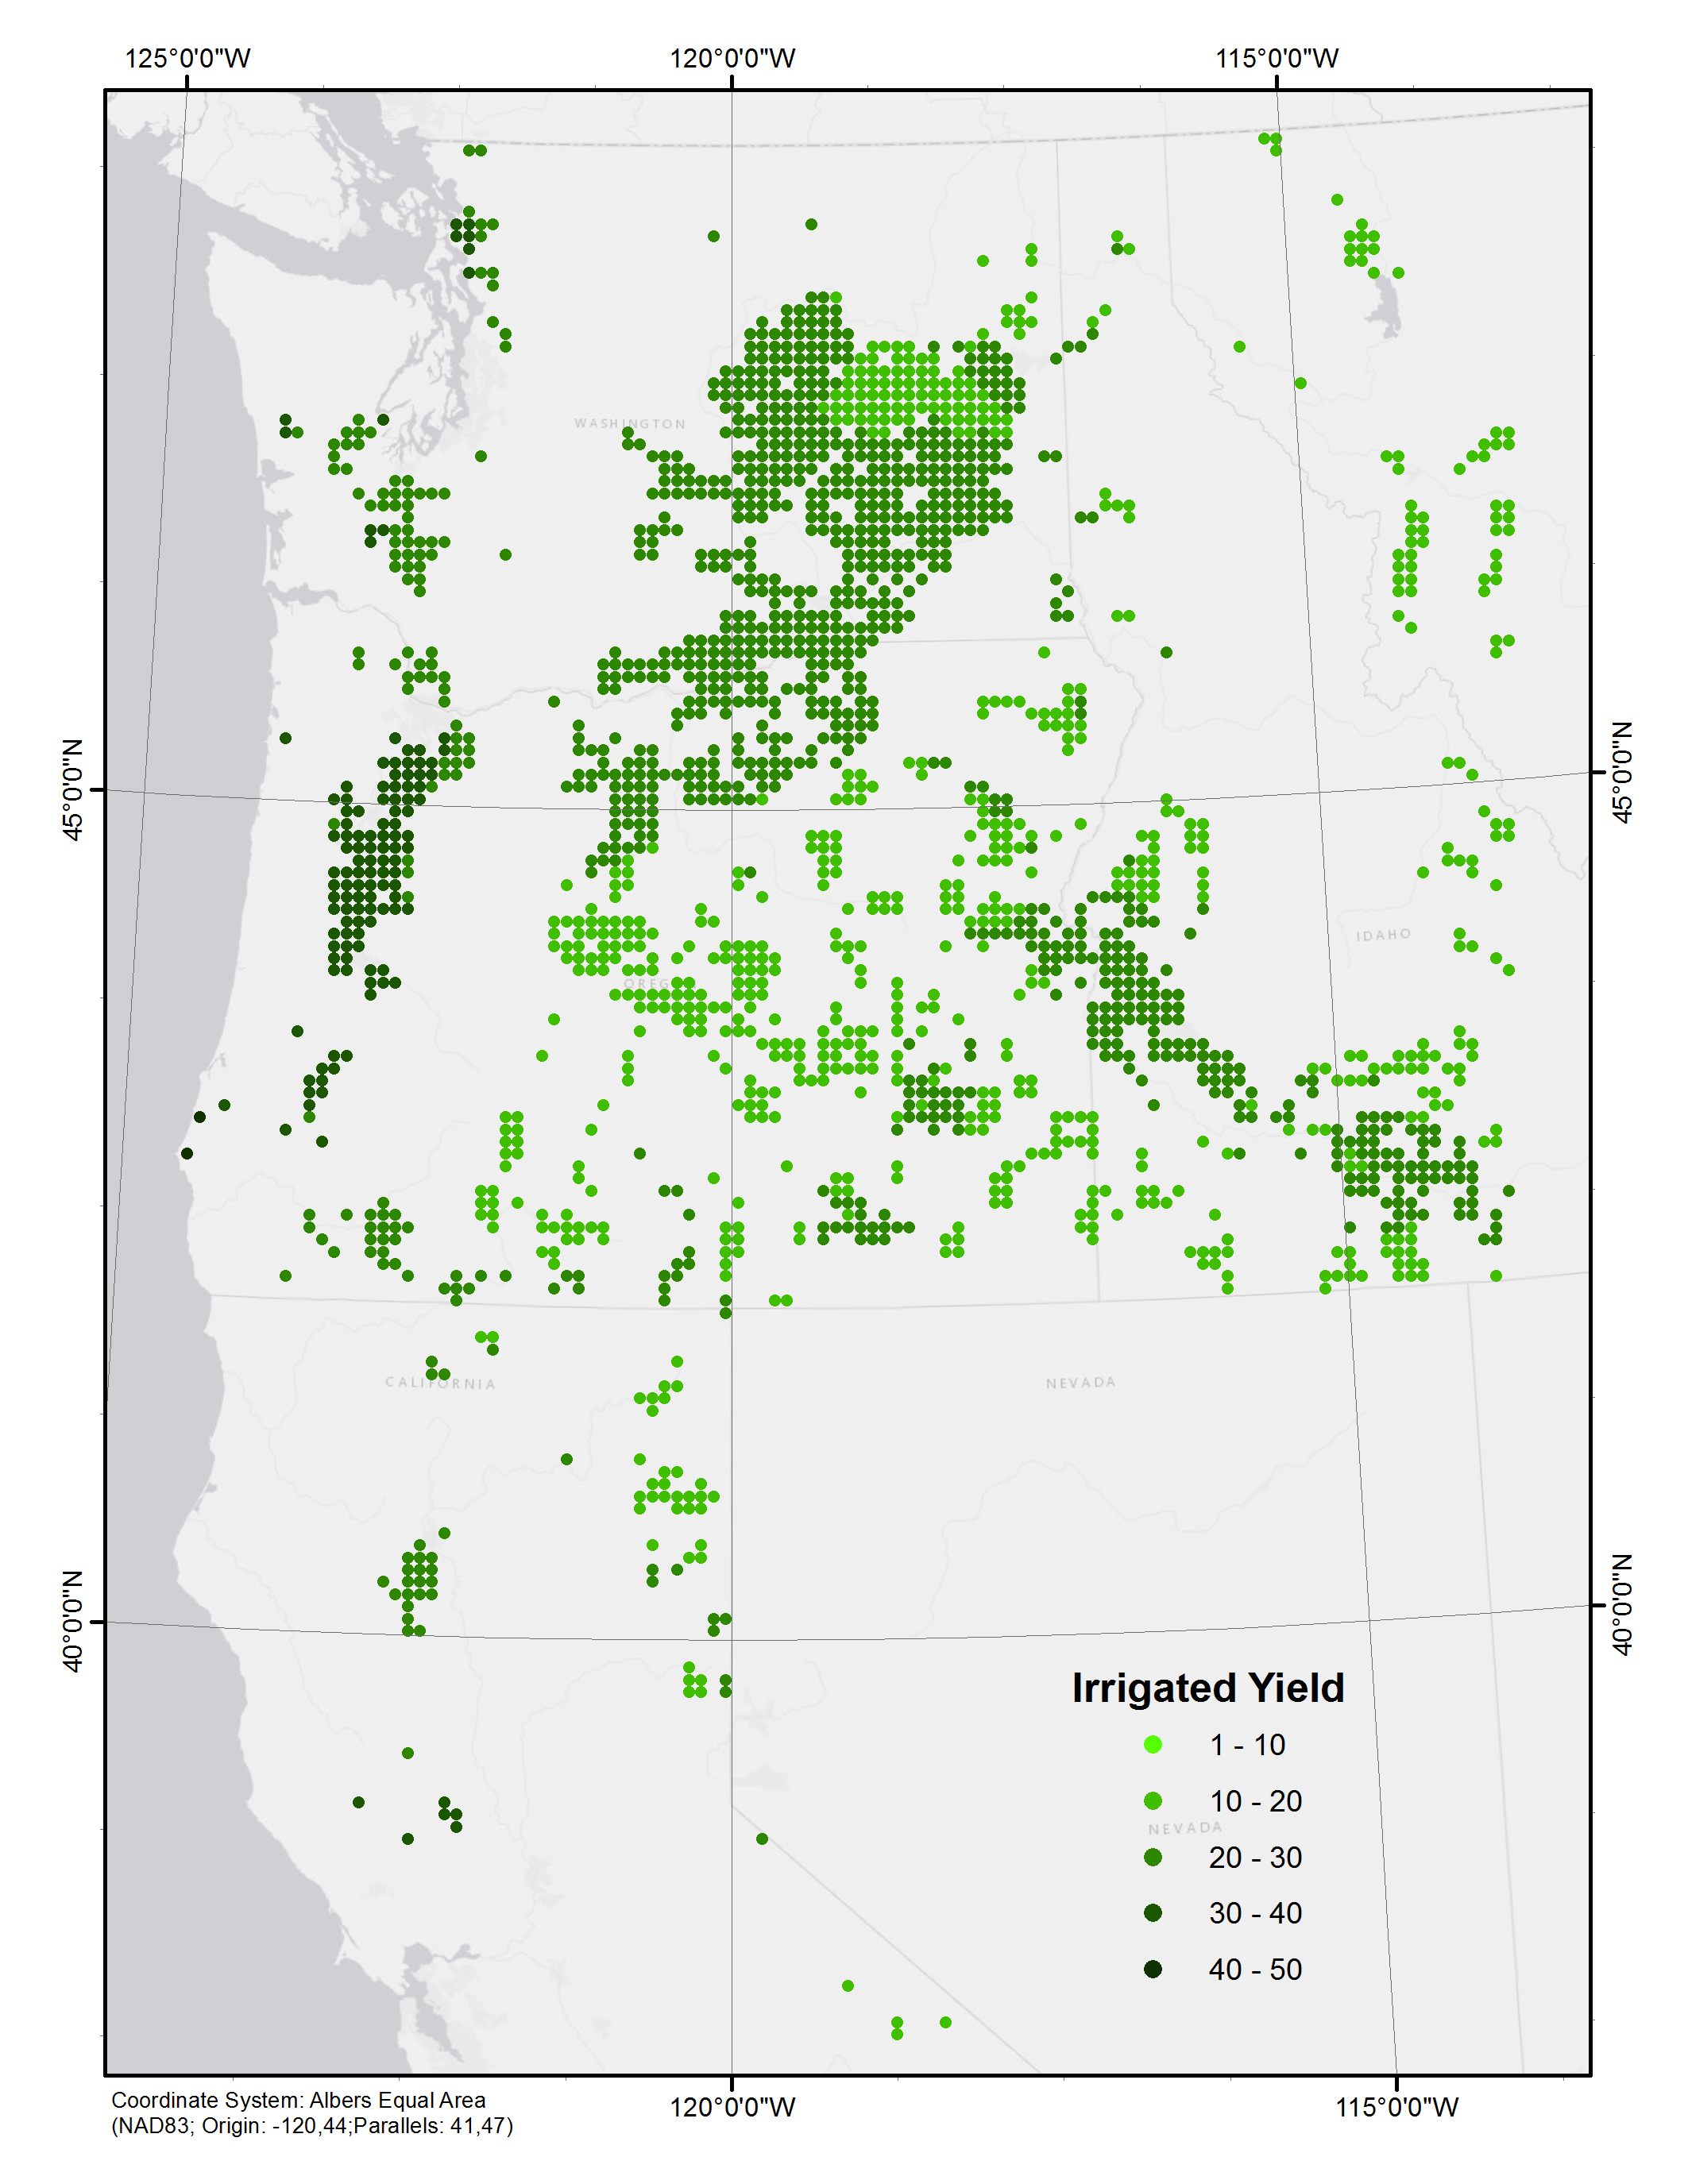 125°0'0"W 120°0'0"W 115°0'0"W
WASHINGTON
45°0'0"N 45°0'0"N
IDAHO
OREG
CALIFORNIA NEVADA
40°0'0"N 40°0'0"N
Irrigated Yield
1 - 10
10 - 20
NEVADA
20 - 30
30 - 40
40 - 50
Coordinate System: Albers Equal Area
(NAD83; Origin: -120,44;Parallels: 41,47)
120°0'0"W 115°0'0"W